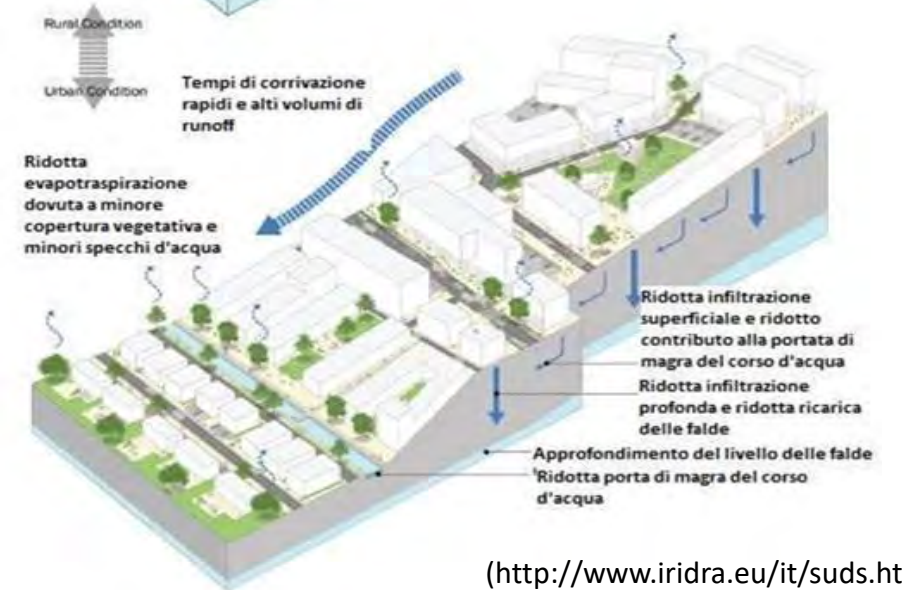 Rural Condition
Urban Condition
Tempi di corrivazione
rapidi e alti volumi di
runoff
Ridotta
evapotraspirazione
dovuta a minore
copertura vegetativa e
minori specchi d'acqua
Ridotta infiltrazione
superficiale e ridotto
contributo alla portata di
magra del corso d'acqua
Ridotta infiltrazione
profonda e ridotta ricarica
delle falde
Approfondimento del livello delle falde
'Ridotta porta di magra del corso
d'acqua
(http://www.iridra.eu/it/suds.ht